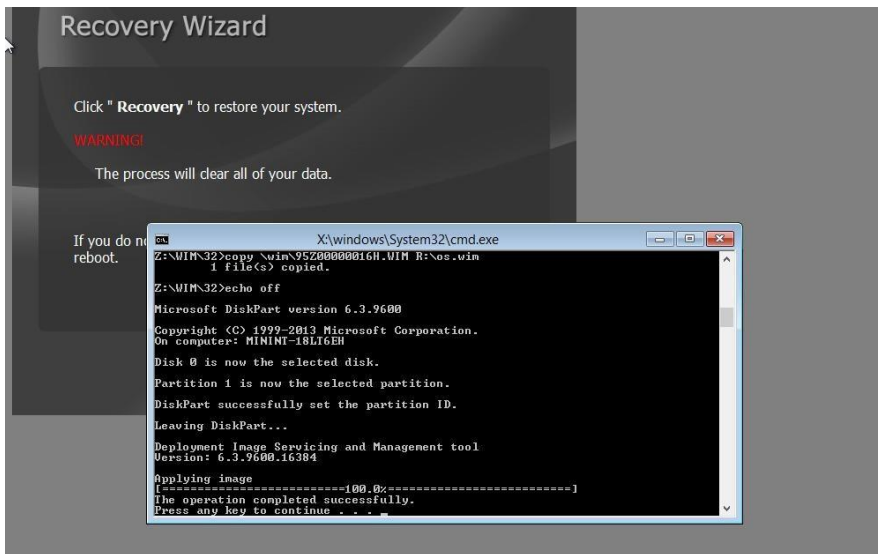 Recovery Wizard
Click " Recovery " to restore your system.
WARNING!
The process will clear all of your data.
If you do
reboot.
X:\windows\System32\cmd.exe
Z:\WIM\32>copy \wim\95Z00000016H.WIM R:\os.wim
1 file(s) copied.
Z:\WIM\32>echo off
Microsoft DiskPart version 6.3.9600
Copyright (C) 1999-2013 Microsoft Corporation.
On computer: MININT-18LT6EH
Disk 0 is now the selected disk.
Partition 1 is now the selected partition.
DiskPart successfully set the partition ID.
Leaving DiskPart...
Deployment Image Servicing and Management tool
Version: 6.3.9600.16384
Applying image
[==========================100.0%==========================]
The operation completed successfully.
Press any key to continue . . .